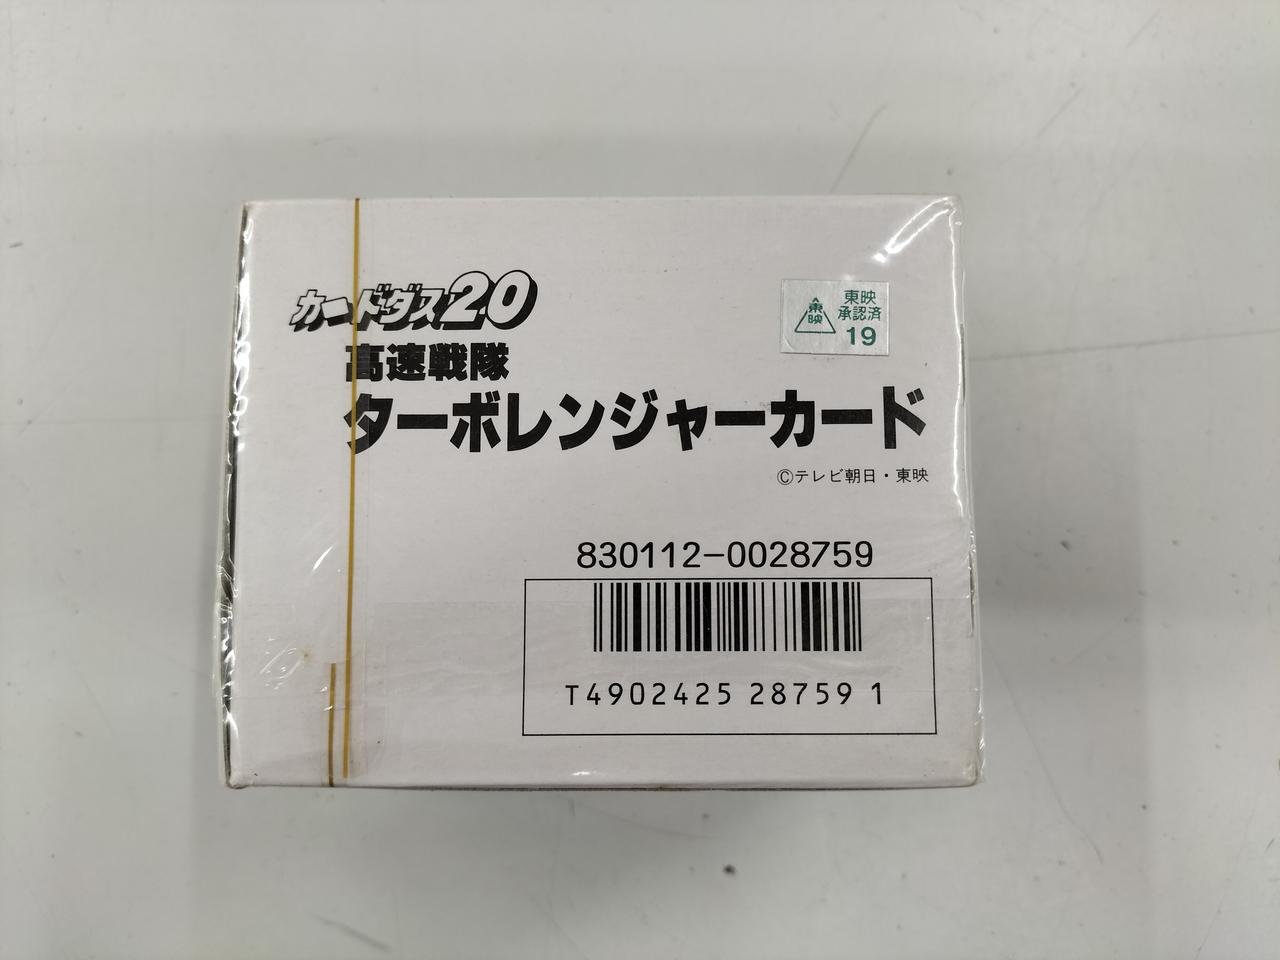 カードダス20
高速戦隊
ターボレンジャーカード
東映
東映
承認済
19
©テレビ朝日・東映
830112-0028759
T4902425 28759 1